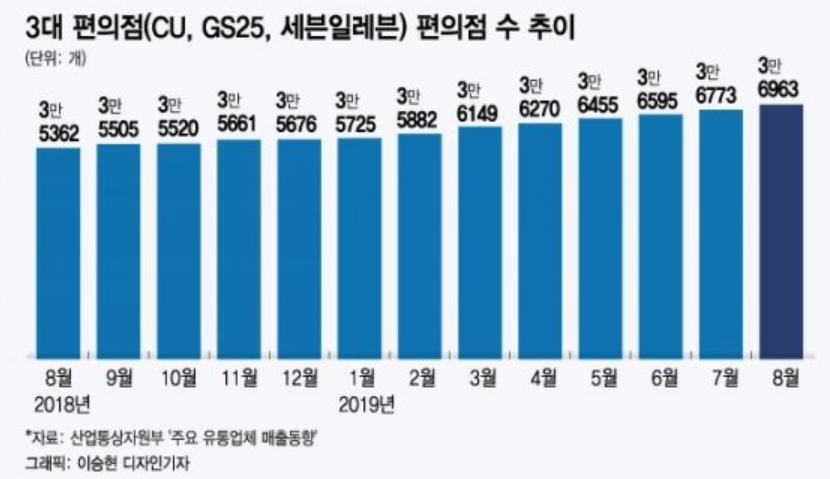 3대 편의점(CU, GS25, 세븐일레븐) 편의점 수 추이
(단위: 개)
3만 5362
3만 5505
3만 5520
3만 5661
3만 5676
3만 5725
3만 5882
3만 6149
3만 6270
3만 6455
3만 6595
3만 6773
3만 6963
8월 9월 10월 11월 12월 1월 2월 3월 4월 5월 6월 7월 8월
2018년 2019년
*자료: 산업통상자원부 '주요 유통업체 매출동향'
그래픽: 이승현 디자인기자